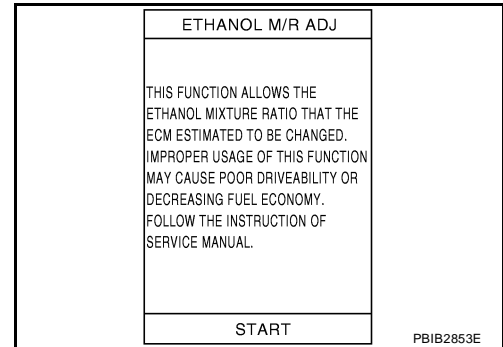 ETHANOL M/R ADJ
THIS FUNCTION ALLOWS THE
ETHANOL MIXTURE RATIO THAT THE
ECM ESTIMATED TO BE CHANGED.
IMPROPER USAGE OF THIS FUNCTION
MAY CAUSE POOR DRIVEABILITY OR
DECREASING FUEL ECONOMY.
FOLLOW THE INSTRUCTION OF
SERVICE MANUAL.
START
PBIB2853E